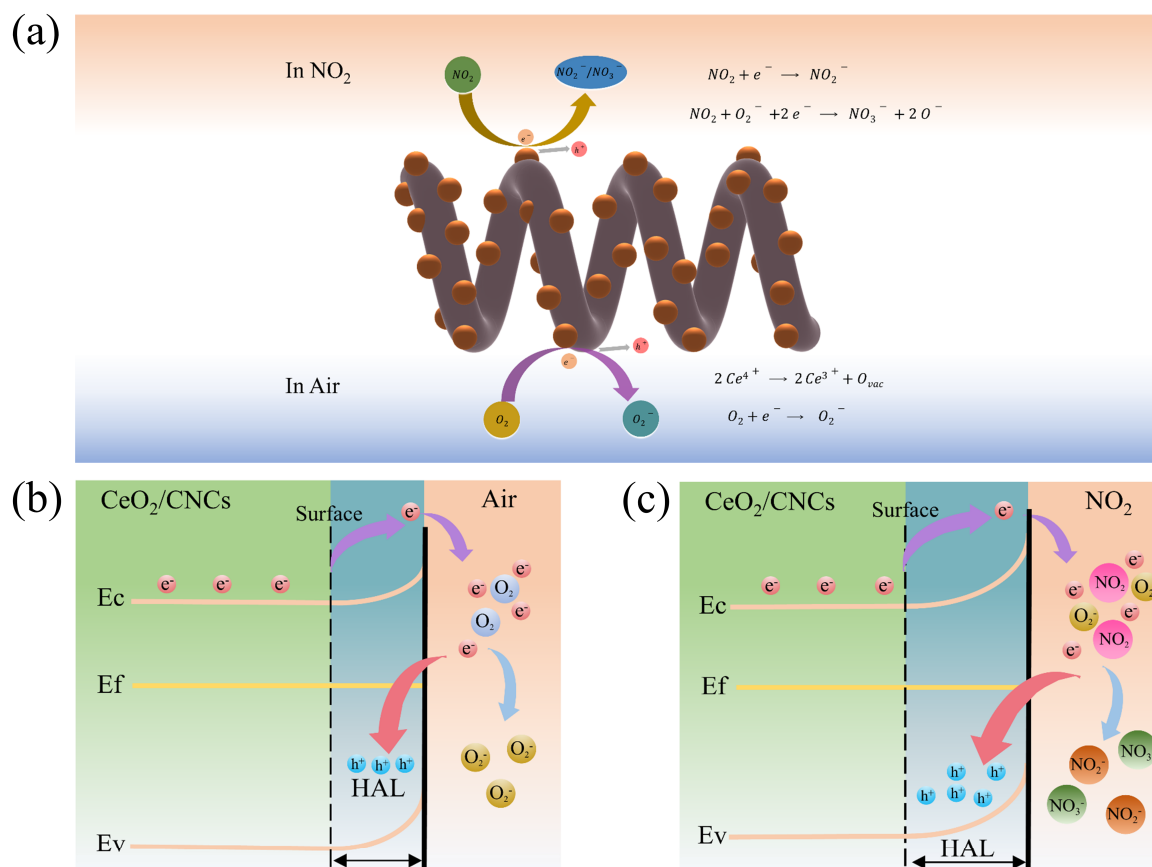 (a)
In NO₂
NO₂
NO₂⁻/NO₃⁻
NO₂ + e⁻ → NO₂⁻
NO₂ + O₂⁻ +2 e⁻ → NO₃⁻ + 2 O⁻
e⁻
h⁺
h⁺
e⁻
In Air
2 Ce⁴⁺ → 2 Ce³⁺ + Oᵥₐc
O₂
O₂⁻
O₂ + e⁻ → O₂⁻
(b)
CeO₂/CNCs
Surface
e⁻
Air
e⁻ e⁻ e⁻
Ec
e⁻
e⁻
O₂
e⁻
O₂
e⁻
Ef
O₂⁻
O₂⁻
O₂⁻
h⁺ h⁺ h⁺
HAL
Ev
(c)
CeO₂/CNCs
Surface
e⁻
NO₂
e⁻ e⁻ e⁻
Ec
e⁻
NO₂
e⁻
O₂
O₂⁻
e⁻
NO₂
e⁻
Ef
NO₂⁻
NO₃
NO₃⁻
NO₂⁻
h⁺ h⁺
h⁺ h⁺ h⁺
Ev
HAL